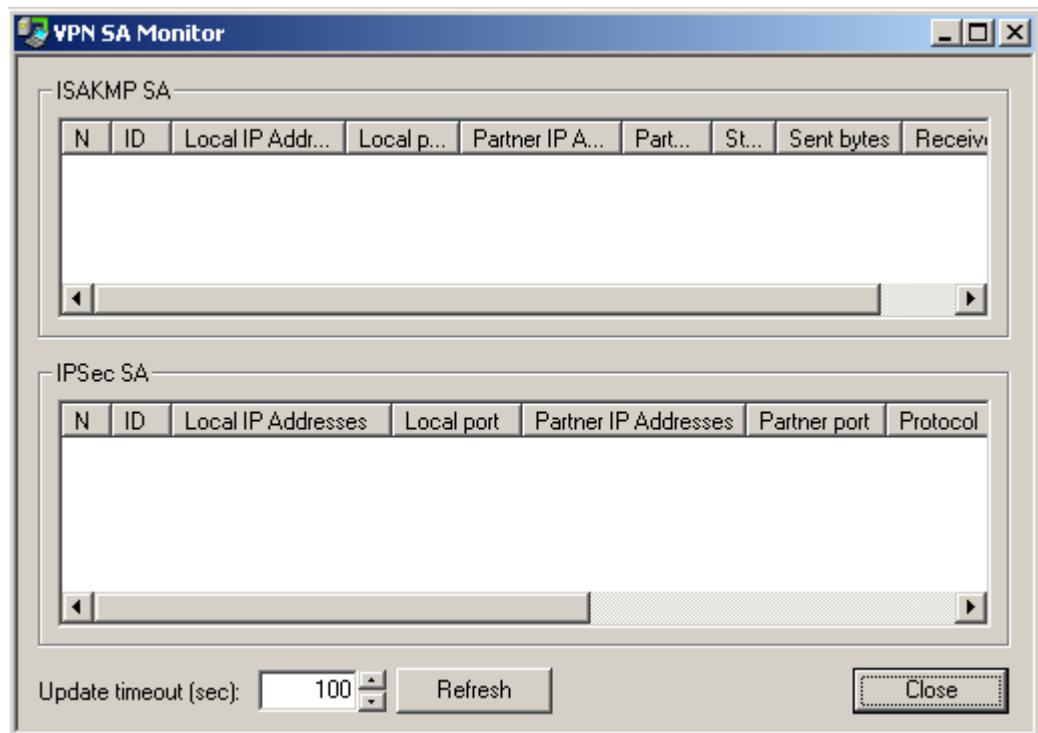 VPN SA Monitor
ISAKMP SA
N ID Local IP Addr... Local p... Partner IP A... Part... St... Sent bytes Receive
IPSec SA
N ID Local IP Addresses Local port Partner IP Addresses Partner port Protocol
Update timeout (sec): 100 Refresh Close